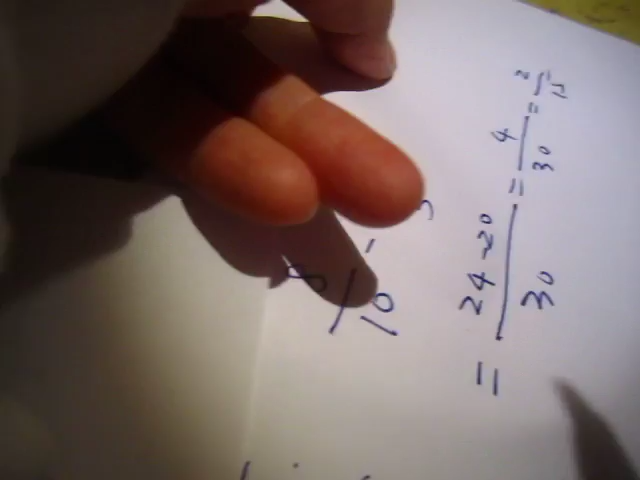 8/10 -
= 24-20/30 = 4/30 = 2/15